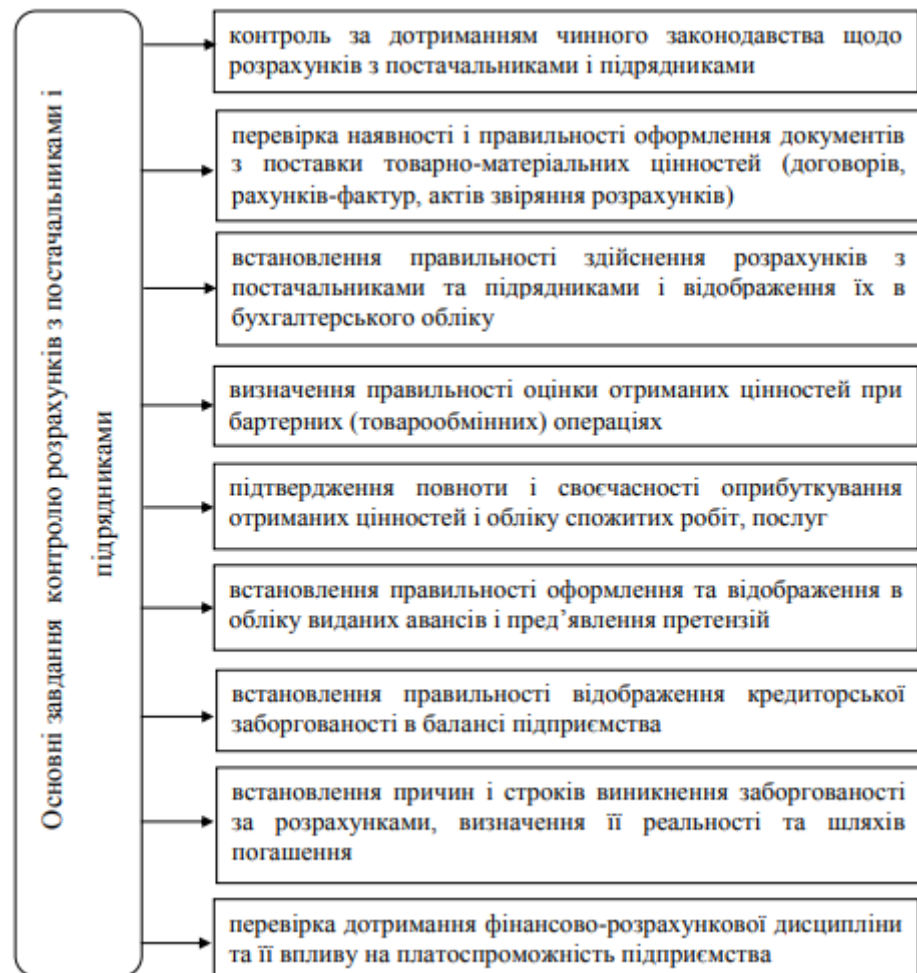 Основні завдання контролю розрахунків з постачальниками і
підрядниками
контроль за дотриманням чинного законодавства щодо
розрахунків з постачальниками і підрядниками
перевірка наявності і правильності оформлення документів
з поставки товарно-матеріальних цінностей (договорів,
рахунків-фактур, актів звіряння розрахунків)
встановлення правильності здійснення розрахунків з
постачальниками та підрядниками і відображення їх в
бухгалтерського обліку
визначення правильності оцінки отриманих цінностей при
бартерних (товарообмінних) операціях
підтвердження повноти і своєчасності оприбуткування
отриманих цінностей і обліку спожитих робіт, послуг
встановлення правильності оформлення та відображення в
обліку виданих авансів і пред’явлення претензій
встановлення правильності відображення кредиторської
заборгованості в балансі підприємства
встановлення причин і строків виникнення заборгованості
за розрахунками, визначення її реальності та шляхів
погашення
перевірка дотримання фінансово-розрахункової дисципліни
та її впливу на платоспроможність підприємства